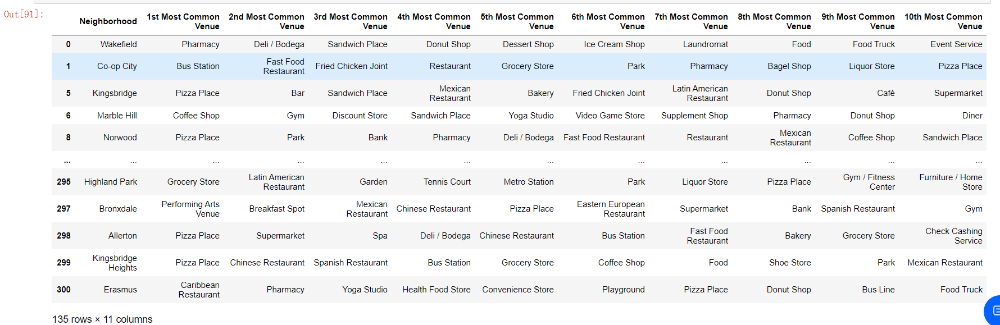 Out[91]:
Neighborhood 1st Most Common Venue 2nd Most Common Venue 3rd Most Common Venue 4th Most Common Venue 5th Most Common Venue 6th Most Common Venue 7th Most Common Venue 8th Most Common Venue 9th Most Common Venue 10th Most Common Venue
0 Wakefield Pharmacy Deli / Bodega Sandwich Place Donut Shop Dessert Shop Ice Cream Shop Laundromat Food Food Truck Event Service
1 Co-op City Bus Station Fast Food Restaurant Fried Chicken Joint Restaurant Grocery Store Park Pharmacy Bagel Shop Liquor Store Pizza Place
5 Kingsbridge Pizza Place Bar Sandwich Place Mexican Restaurant Bakery Fried Chicken Joint Latin American Restaurant Donut Shop Café Supermarket
6 Marble Hill Coffee Shop Gym Discount Store Sandwich Place Yoga Studio Video Game Store Supplement Shop Pharmacy Donut Shop Diner
8 Norwood Pizza Place Park Bank Pharmacy Deli / Bodega Fast Food Restaurant Restaurant Mexican Restaurant Coffee Shop Sandwich Place
... ... ... ... ... ... ... ... ... ... ... ...
295 Highland Park Grocery Store Latin American Restaurant Garden Tennis Court Metro Station Park Liquor Store Pizza Place Gym / Fitness Center Furniture / Home Store
297 Bronxdale Performing Arts Venue Breakfast Spot Mexican Restaurant Chinese Restaurant Pizza Place Eastern European Restaurant Supermarket Bank Spanish Restaurant Gym
298 Allerton Pizza Place Supermarket Spa Deli / Bodega Chinese Restaurant Bus Station Fast Food Restaurant Bakery Grocery Store Check Cashing Service
299 Kingsbridge Heights Pizza Place Chinese Restaurant Spanish Restaurant Bus Station Grocery Store Coffee Shop Food Shoe Store Park Mexican Restaurant
300 Erasmus Caribbean Restaurant Pharmacy Yoga Studio Health Food Store Convenience Store Playground Pizza Place Donut Shop Bus Line Food Truck
135 rows × 11 columns